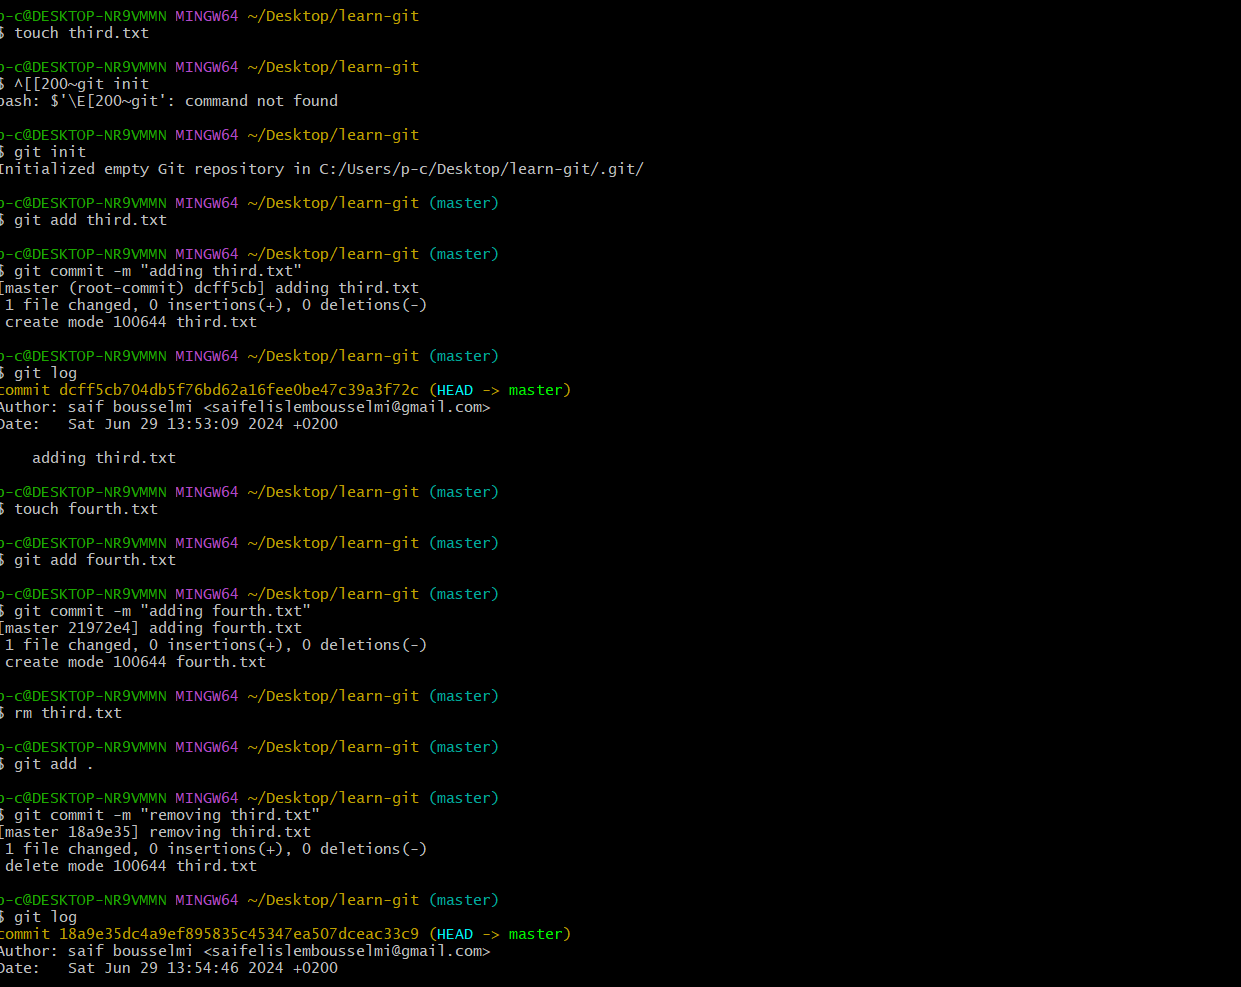 p-c@DESKTOP-NR9VMMN MINGW64 ~/Desktop/learn-git
$ touch third.txt
p-c@DESKTOP-NR9VMMN MINGW64 ~/Desktop/learn-git
$ ^[[200~git init
bash: $'\E[200~git': command not found
p-c@DESKTOP-NR9VMMN MINGW64 ~/Desktop/learn-git
$ git init
Initialized empty Git repository in C:/Users/p-c/Desktop/learn-git/.git/
p-c@DESKTOP-NR9VMMN MINGW64 ~/Desktop/learn-git (master)
$ git add third.txt
p-c@DESKTOP-NR9VMMN MINGW64 ~/Desktop/learn-git (master)
$ git commit -m "adding third.txt"
[master (root-commit) dcff5cb] adding third.txt
1 file changed, 0 insertions(+), 0 deletions(-)
create mode 100644 third.txt
p-c@DESKTOP-NR9VMMN MINGW64 ~/Desktop/learn-git (master)
$ git log
commit dcff5cb704db5f76bd62a16fee0be47c39a3f72c (HEAD -> master)
Author: saif bousselmi <saifelislembousselmi@gmail.com>
Date:   Sat Jun 29 13:53:09 2024 +0200
adding third.txt
p-c@DESKTOP-NR9VMMN MINGW64 ~/Desktop/learn-git (master)
$ touch fourth.txt
p-c@DESKTOP-NR9VMMN MINGW64 ~/Desktop/learn-git (master)
$ git add fourth.txt
p-c@DESKTOP-NR9VMMN MINGW64 ~/Desktop/learn-git (master)
$ git commit -m "adding fourth.txt"
[master 21972e4] adding fourth.txt
1 file changed, 0 insertions(+), 0 deletions(-)
create mode 100644 fourth.txt
p-c@DESKTOP-NR9VMMN MINGW64 ~/Desktop/learn-git (master)
$ rm third.txt
p-c@DESKTOP-NR9VMMN MINGW64 ~/Desktop/learn-git (master)
$ git add .
p-c@DESKTOP-NR9VMMN MINGW64 ~/Desktop/learn-git (master)
$ git commit -m "removing third.txt"
[master 18a9e35] removing third.txt
1 file changed, 0 insertions(+), 0 deletions(-)
delete mode 100644 third.txt
p-c@DESKTOP-NR9VMMN MINGW64 ~/Desktop/learn-git (master)
$ git log
commit 18a9e35dc4a9ef895835c45347ea507dceac33c9 (HEAD -> master)
Author: saif bousselmi <saifelislembousselmi@gmail.com>
Date:   Sat Jun 29 13:54:46 2024 +0200